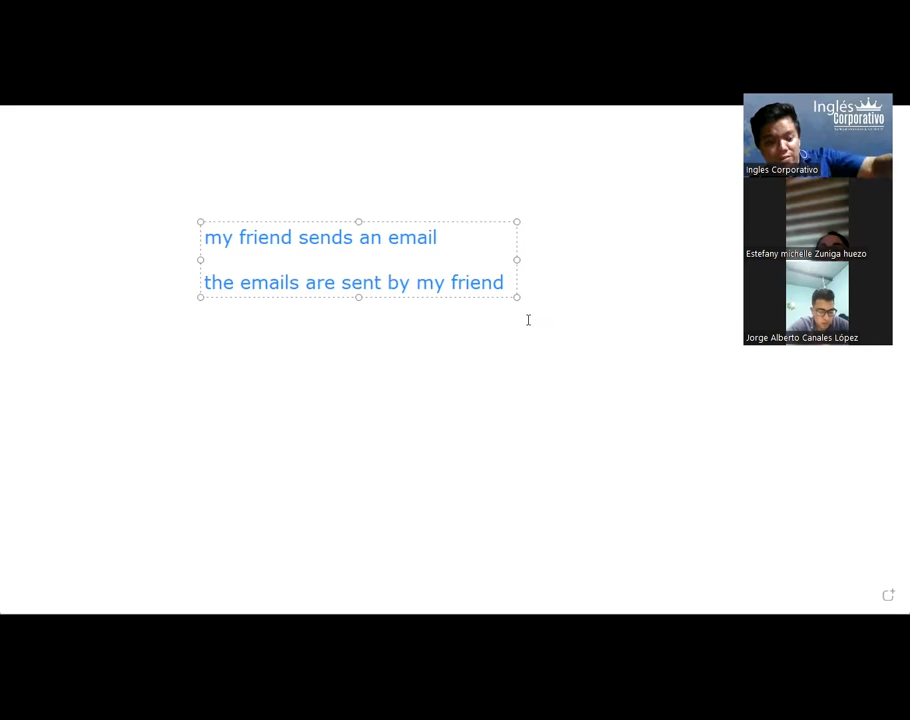 my friend sends an email
the emails are sent by my friend
Inglés
Corporativo
Ingles Corporativo
Estefany michelle Zuniga huezo
Jorge Alberto Canales López